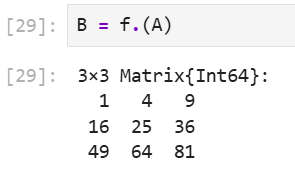 [29]: B = f.(A)
[29]: 3×3 Matrix{Int64}:
1 4 9
16 25 36
49 64 81